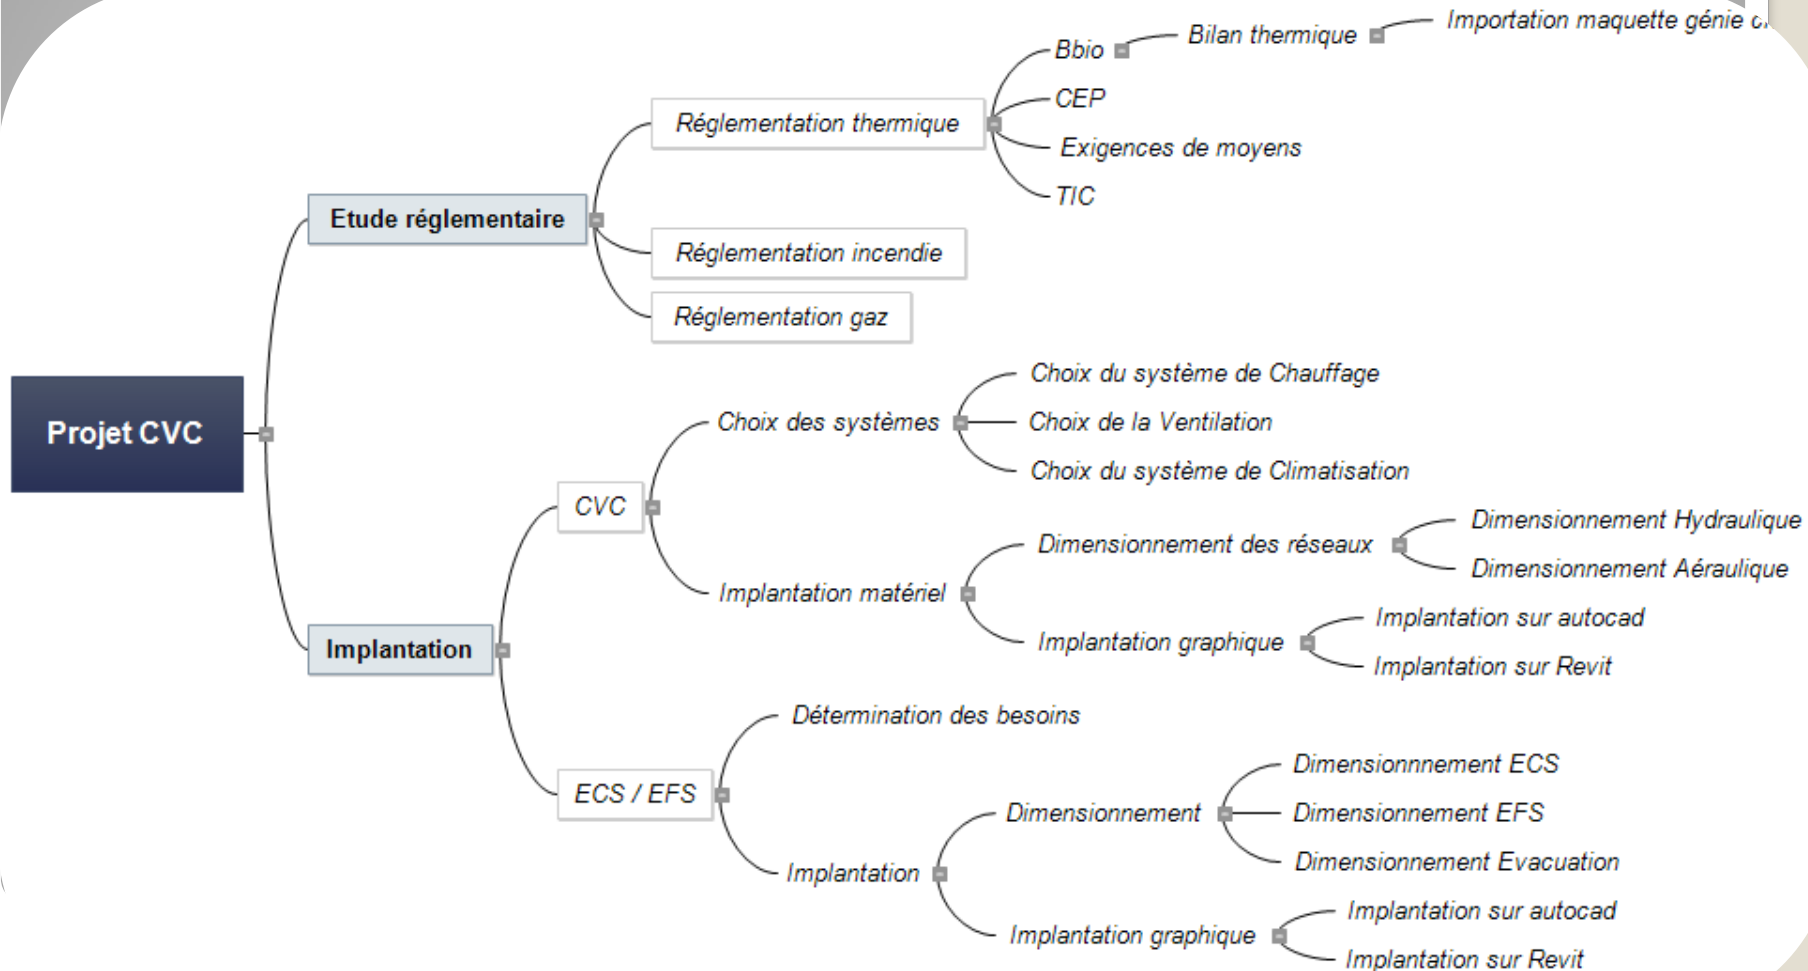 Projet CVC
Etude réglementaire
Réglementation thermique
Bbio
Bilan thermique
Importation maquette génie
CEP
Exigences de moyens
TIC
Réglementation incendie
Réglementation gaz
Implantation
CVC
Choix des systèmes
Choix du système de Chauffage
Choix de la Ventilation
Choix du système de Climatisation
Implantation matériel
Dimensionnement des réseaux
Dimensionnement Hydraulique
Dimensionnement Aéraulique
Implantation graphique
Implantation sur autocad
Implantation sur Revit
ECS / EFS
Détermination des besoins
Implantation
Dimensionnement
Dimensionnnement ECS
Dimensionnement EFS
Dimensionnement Evacuation
Implantation graphique
Implantation sur autocad
Implantation sur Revit